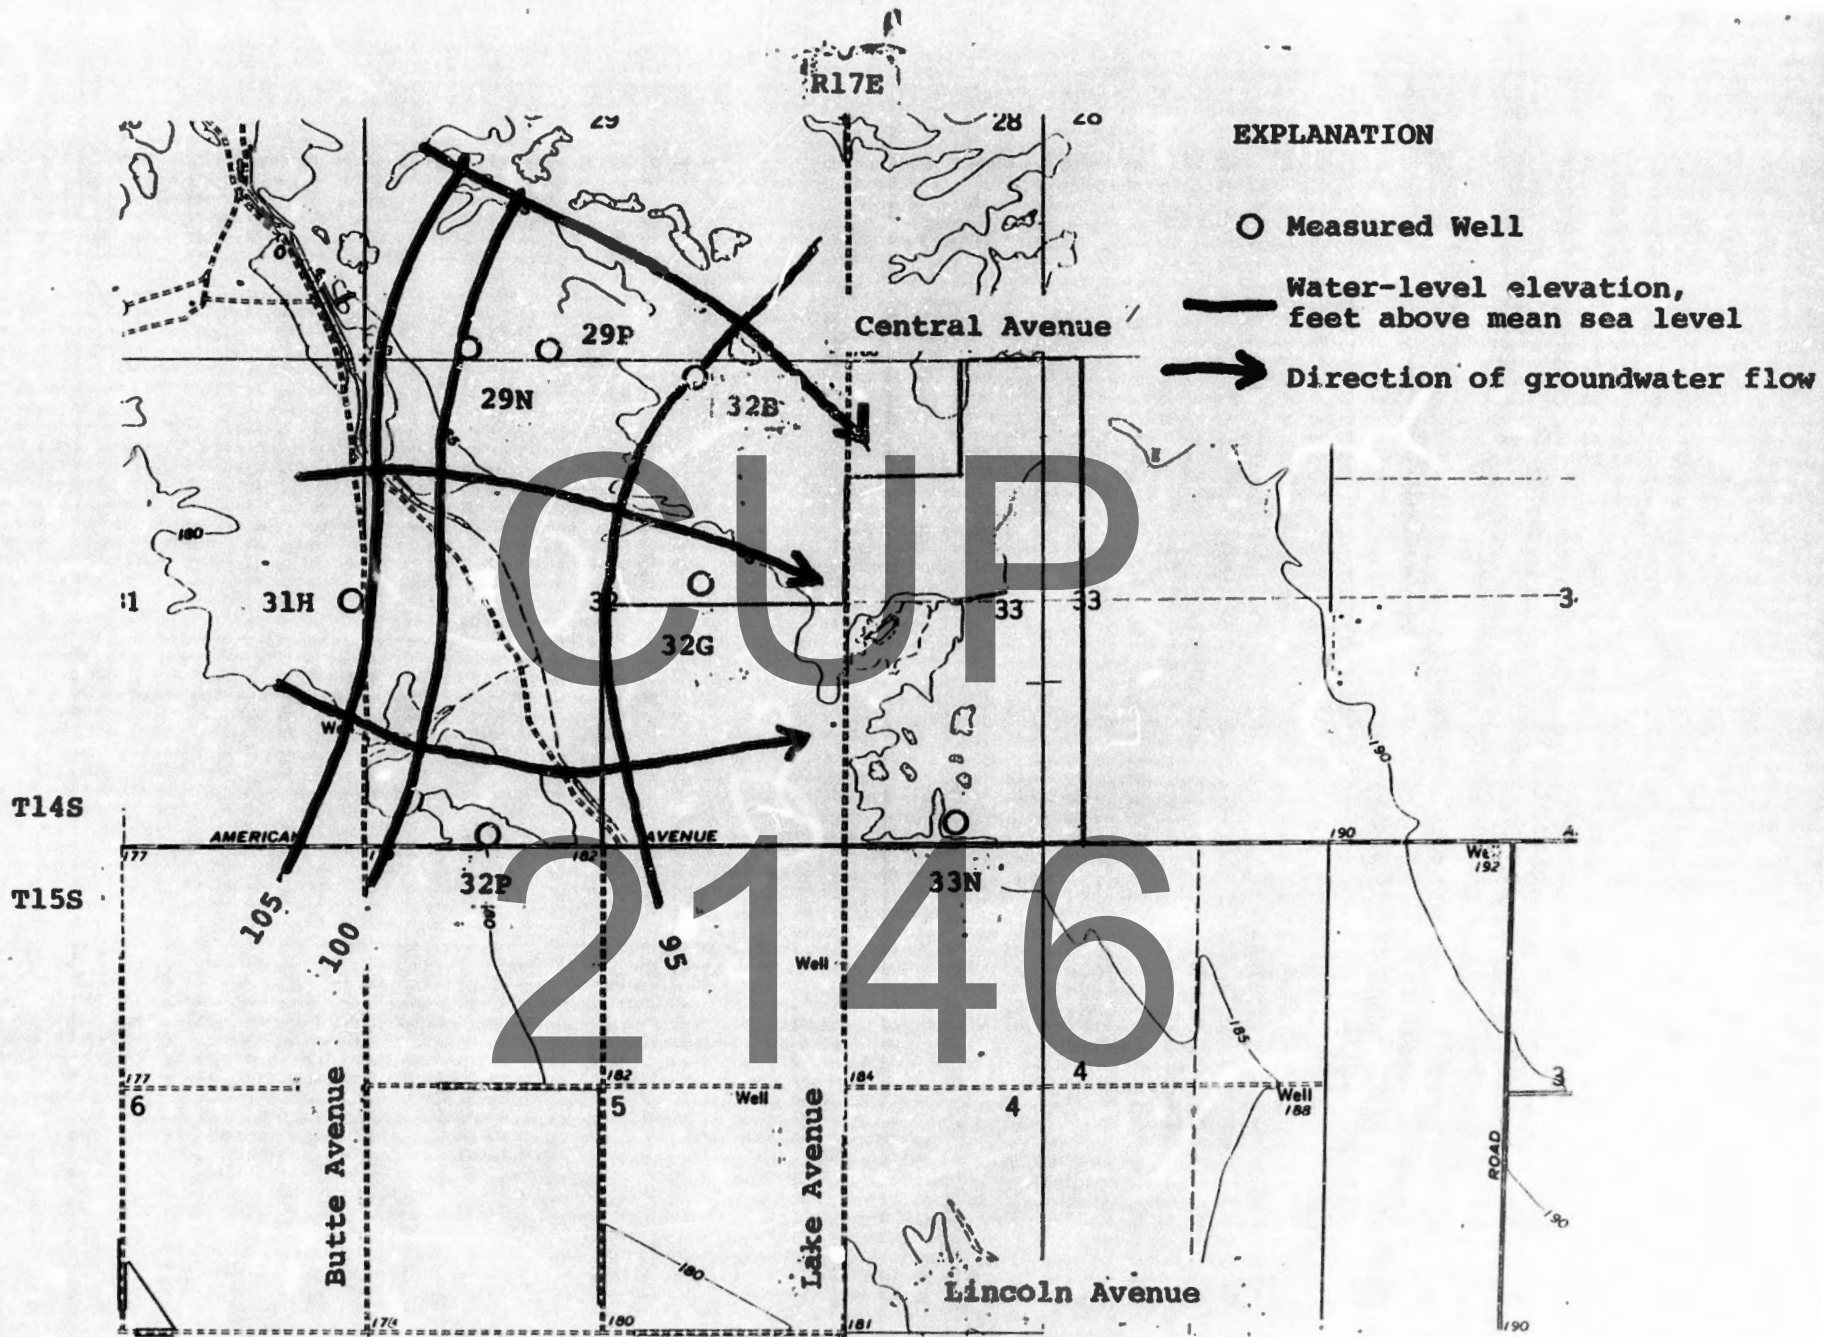 R17E
29
28
EXPLANATION
Measured Well
Water-level elevation,
feet above mean sea level
Direction of groundwater flow
Central Avenue
29P
29N
32B
CUP
180
31H
32
33
33
32G
190
T14S
AMERICAN
AVENUE
190
177
182
Well
192
T15S
32P
33N
105
100
95
180
Well
2146
185
177
182
184
4
6
5
Well
4
Well
188
Butte Avenue
Lake Avenue
ROAD
190
180
Lincoln Avenue
180
181
190